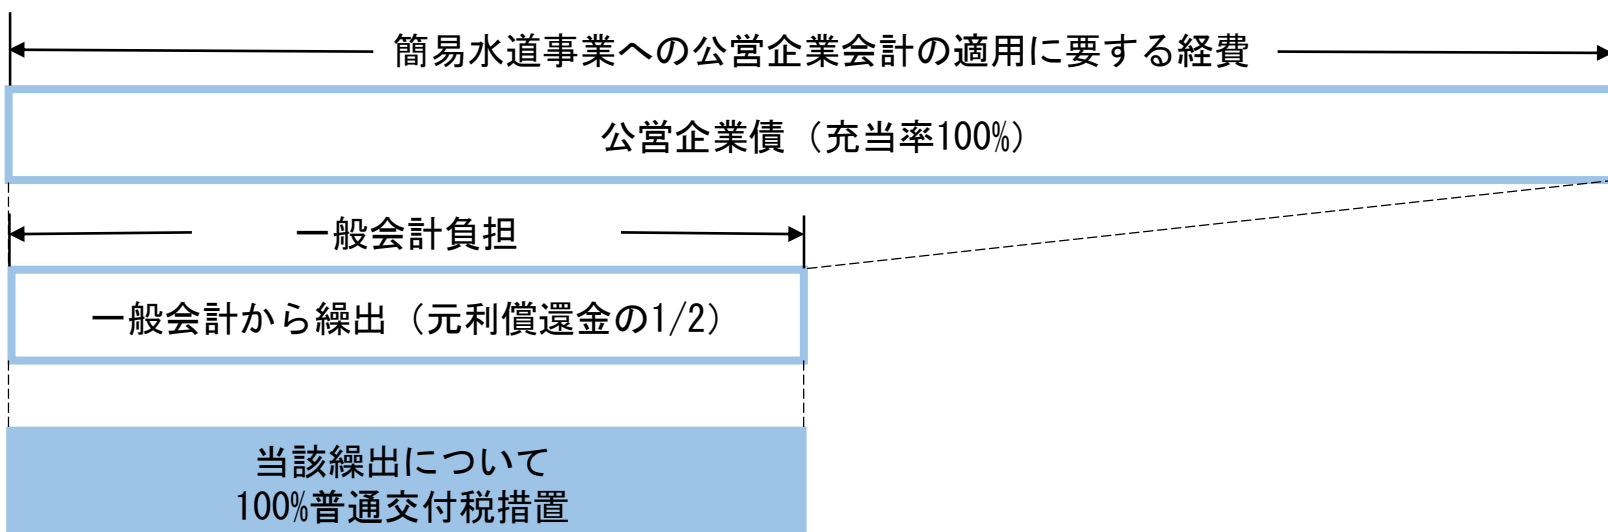 簡易水道事業への公営企業会計の適用に要する経費
公営企業債（充当率100%）
一般会計負担
一般会計から繰出（元利償還金の1/2）
当該繰出について
100%普通交付税措置